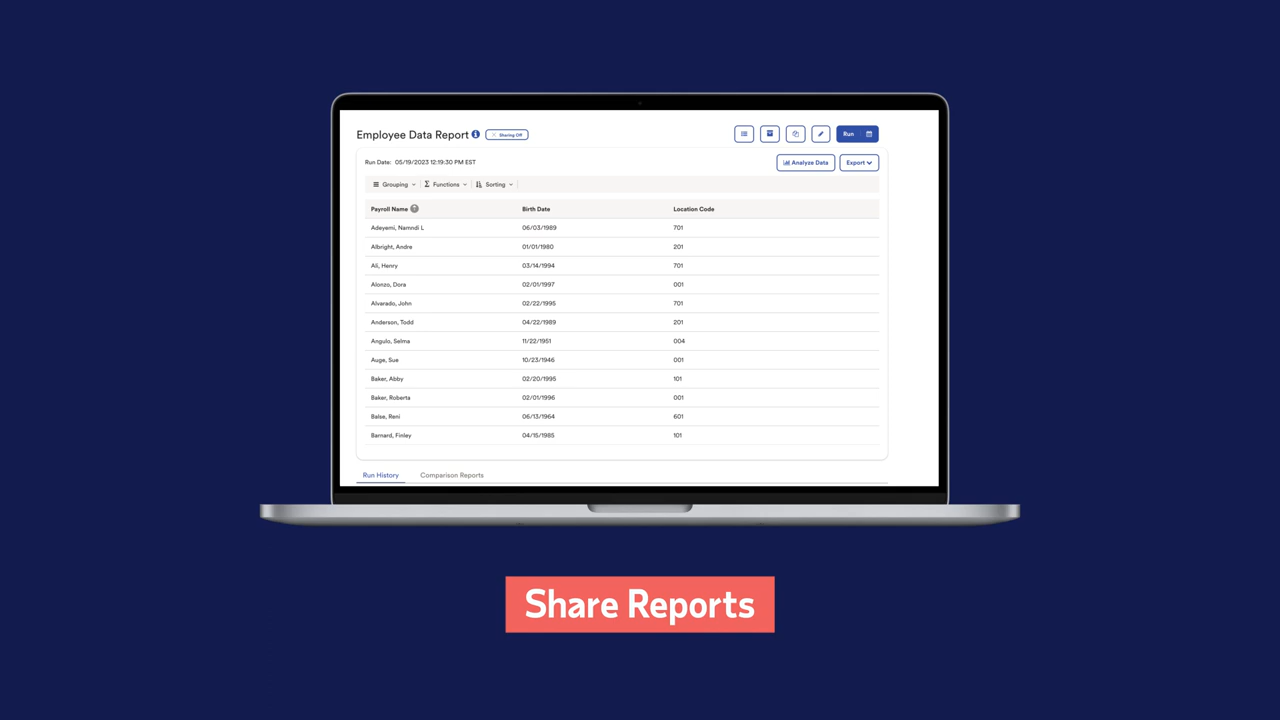 Employee Data Report
Sharing Off
Run
Run Date: 05/19/2023 12:19:30 PM EST
Analyze Data
Export
Grouping
Functions
Sorting
Payroll Name Birth Date Location Code
Adeyemi, Namndi L 06/03/1989 701
Albright, Andre 01/01/1980 201
Ali, Henry 03/14/1994 701
Alonzo, Dora 02/01/1997 001
Alvarado, John 02/22/1995 701
Anderson, Todd 04/22/1989 201
Angulo, Selma 11/22/1951 004
Auge, Sue 10/23/1946 001
Baker, Abby 02/20/1995 101
Baker, Roberta 02/01/1996 001
Balse, Reni 06/13/1964 601
Barnard, Finley 04/15/1985 101
Run History Comparison Reports
Share Reports